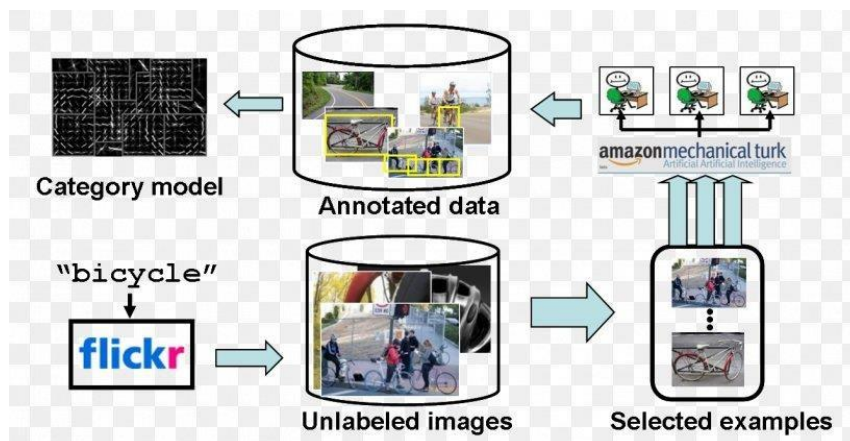 Category model
Annotated data
amazonmechanical turk
Artificial Artificial Intelligence
"bicycle"
flickr
Unlabeled images
Selected examples